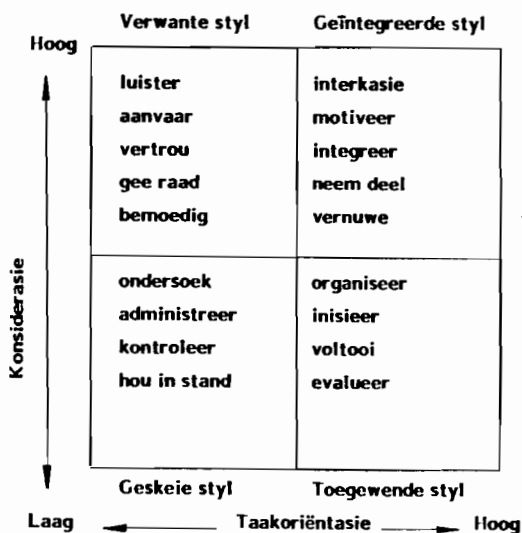 Verwante styl Geïntegreerde styl
Hoog
luister interkasie
aanvaar motiveer
vertrou integreer
gee raad neem deel
bemoedig vernuwe
Konsiderasie
ondersoek organiseer
administreer inisieer
kontroleer voltooi
hou in stand evalueer
Geskeie styl Toegewende styl
Laag Taakoriëntasie Hoog